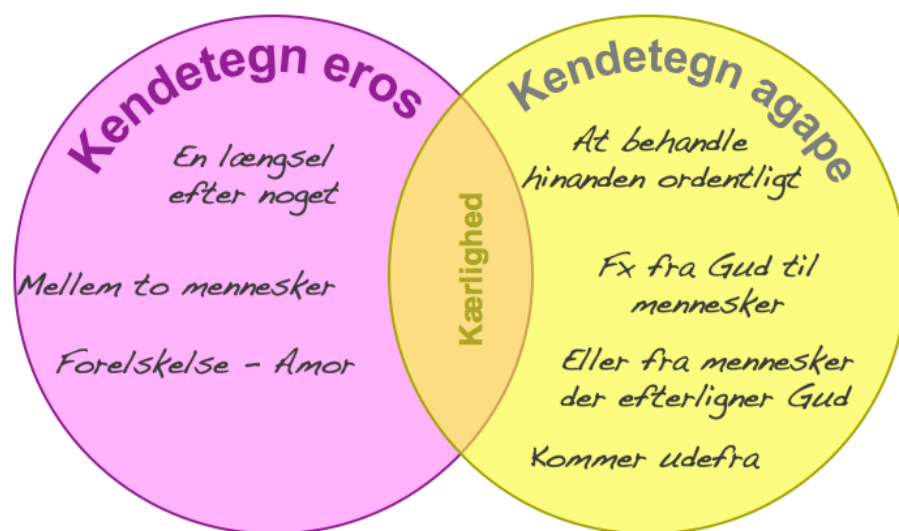 Kendetegn eros
En længsel
efter noget
Mellem to mennesker
Forelskelse - Amor
Kærlighed
Kendetegn agape
At behandle
hinanden ordentligt
Fx fra Gud til
mennesker
Eller fra mennesker
der efterligner Gud
Kommer udefra